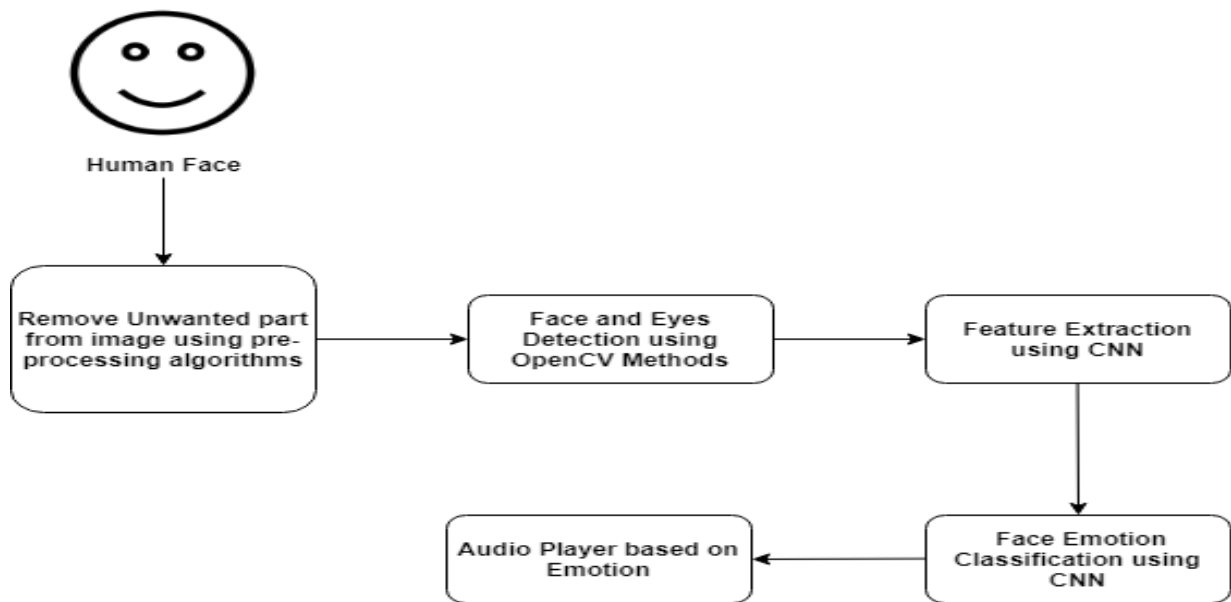 Human Face
Remove Unwanted part
from image using pre-
processing algorithms
Face and Eyes
Detection using
OpenCV Methods
Feature Extraction
using CNN
Face Emotion
Classification using
CNN
Audio Player based on
Emotion